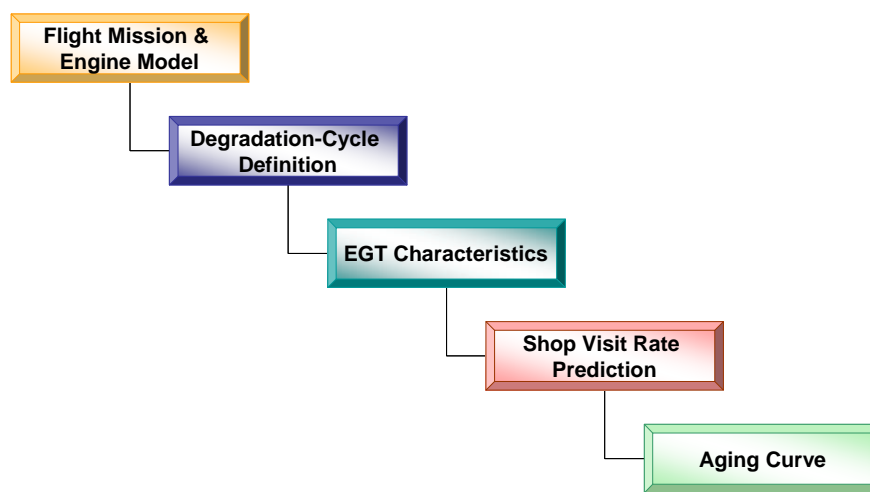 Flight Mission &
Engine Model
Degradation-Cycle
Definition
EGT Characteristics
Shop Visit Rate
Prediction
Aging Curve